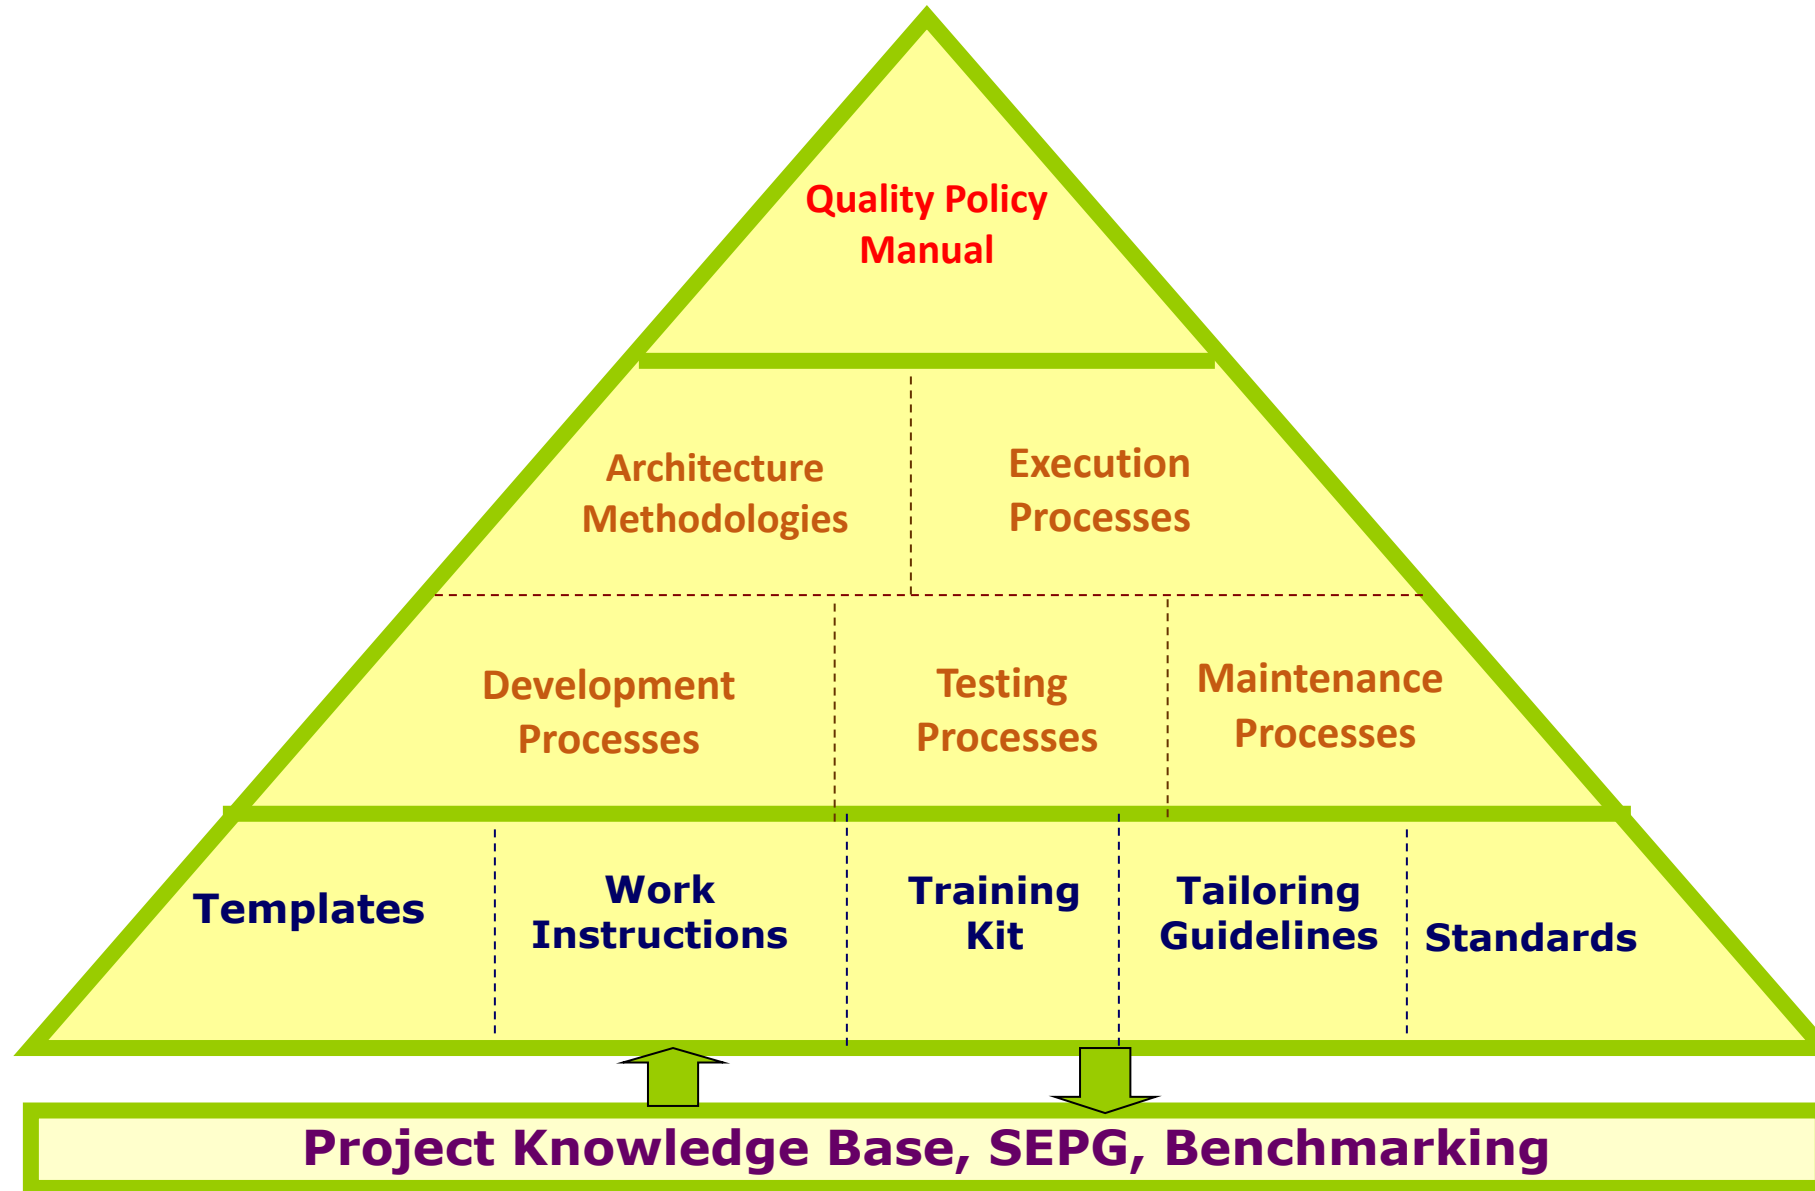 Quality Policy
Manual
Architecture
Methodologies
Execution
Processes
Development
Processes
Testing
Processes
Maintenance
Processes
Templates
Work
Instructions
Training
Kit
Tailoring
Guidelines
Standards
Project Knowledge Base, SEPG, Benchmarking